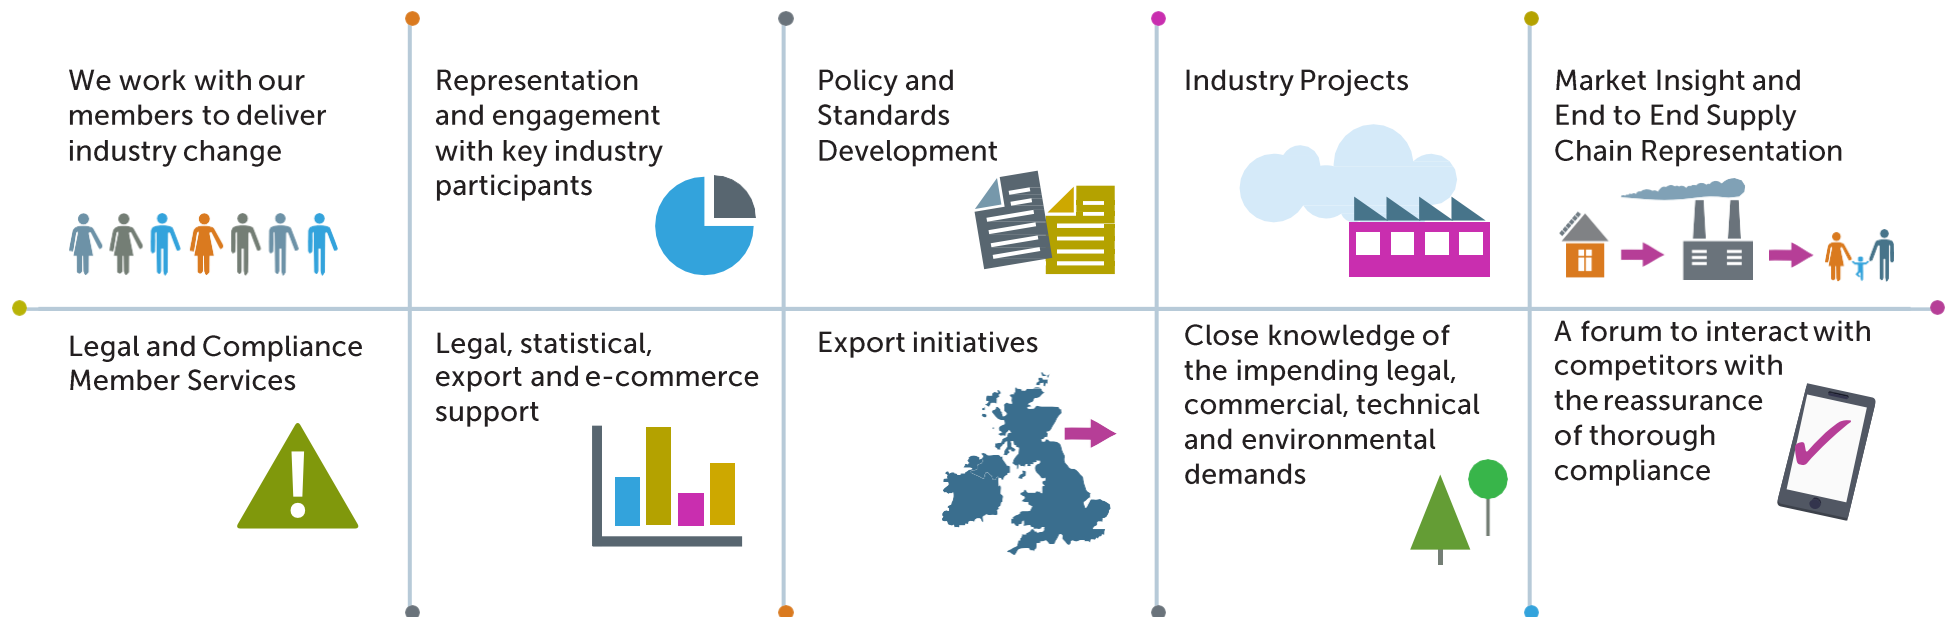 We work with our
members to deliver
industry change
Representation
and engagement
with key industry
participants
Policy and
Standards
Development
Industry Projects
Market Insight and
End to End Supply
Chain Representation
Legal and Compliance
Member Services
Legal, statistical,
export and e-commerce
support
Export initiatives
Close knowledge of
the impending legal,
commercial, technical
and environmental
demands
A forum to interact with
competitors with
the reassurance
of thorough
compliance